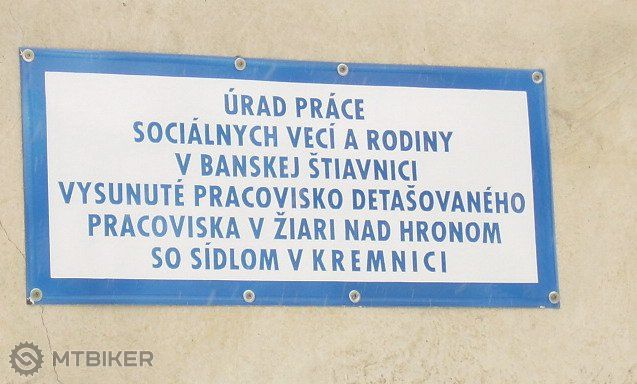 ÚRAD PRÁCE
SOCIÁLNYCH VECÍ A RODINY
V BANSKEJ ŠTIAVNICI
VYSUNUTÉ PRACOVISKO DETAŠOVANÉHO
PRACOVISKA V ŽIARI NAD HRONOM
SO SÍDLOM V KREMNICI
MTBIKER